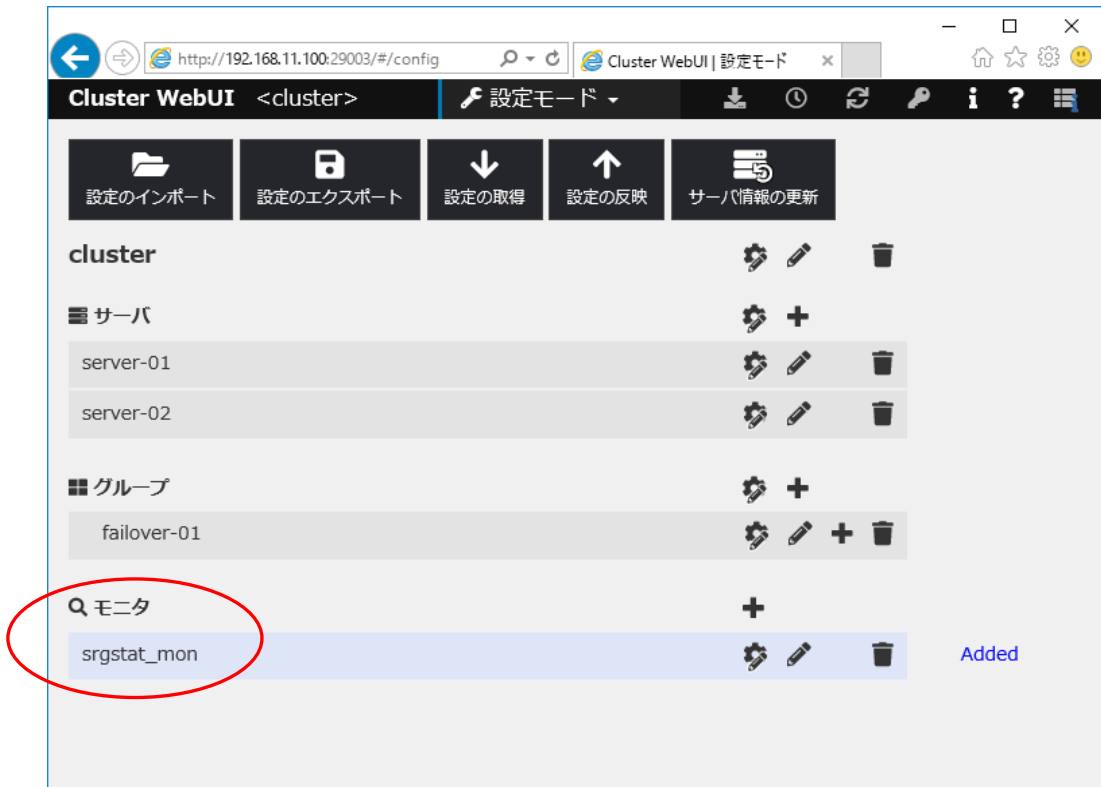 http://192.168.11.100:29003/#/config
Cluster WebUI | 設定モード
Cluster WebUI <cluster> 設定モード
設定のインポート 設定のエクスポート 設定の取得 設定の反映 サーバ情報の更新
cluster
サーバ
server-01
server-02
グループ
failover-01
モニタ
srgstat_mon Added